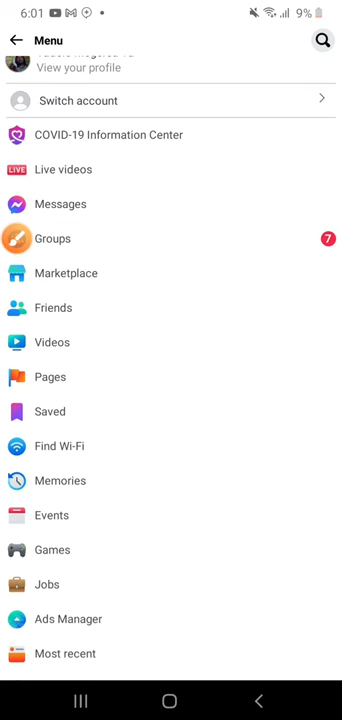 6:01
9%
Menu
View your profile
Switch account
COVID-19 Information Center
LIVE Live videos
Messages
Groups
7
Marketplace
Friends
Videos
Pages
Saved
Find Wi-Fi
Memories
Events
Games
Jobs
Ads Manager
Most recent